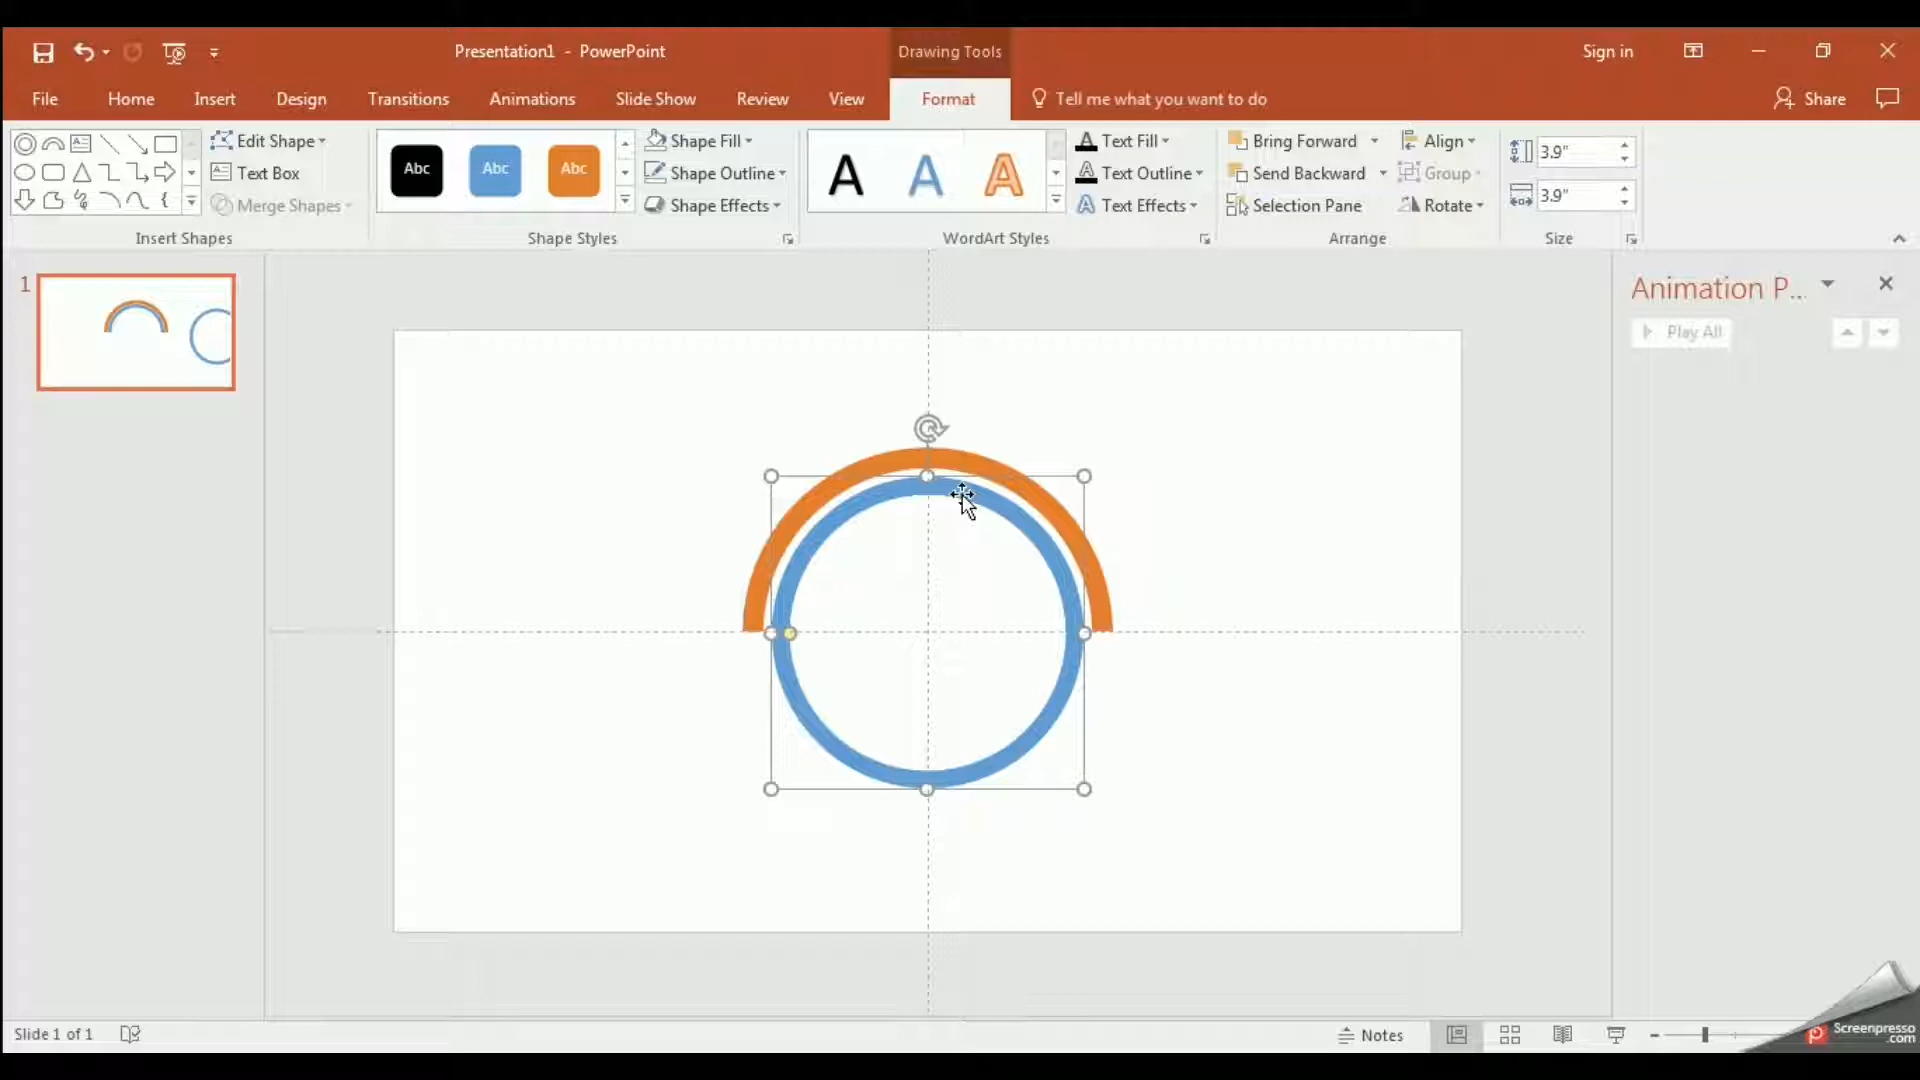 Presentation1 - PowerPoint
Drawing Tools
Sign in
File Home Insert Design Transitions Animations Slide Show Review View Format Tell me what you want to do Share
Edit Shape
Text Box
Merge Shapes
Insert Shapes
Abc Abc Abc
Shape Fill
Shape Outline
Shape Effects
Shape Styles
A A A
Text Fill
Text Outline
Text Effects
WordArt Styles
Bring Forward
Send Backward
Selection Pane
Align
Group
Rotate
Arrange
3.9"
3.9"
Size
1
Animation P...
Play All
Slide 1 of 1
Notes
Screenpresso
.com